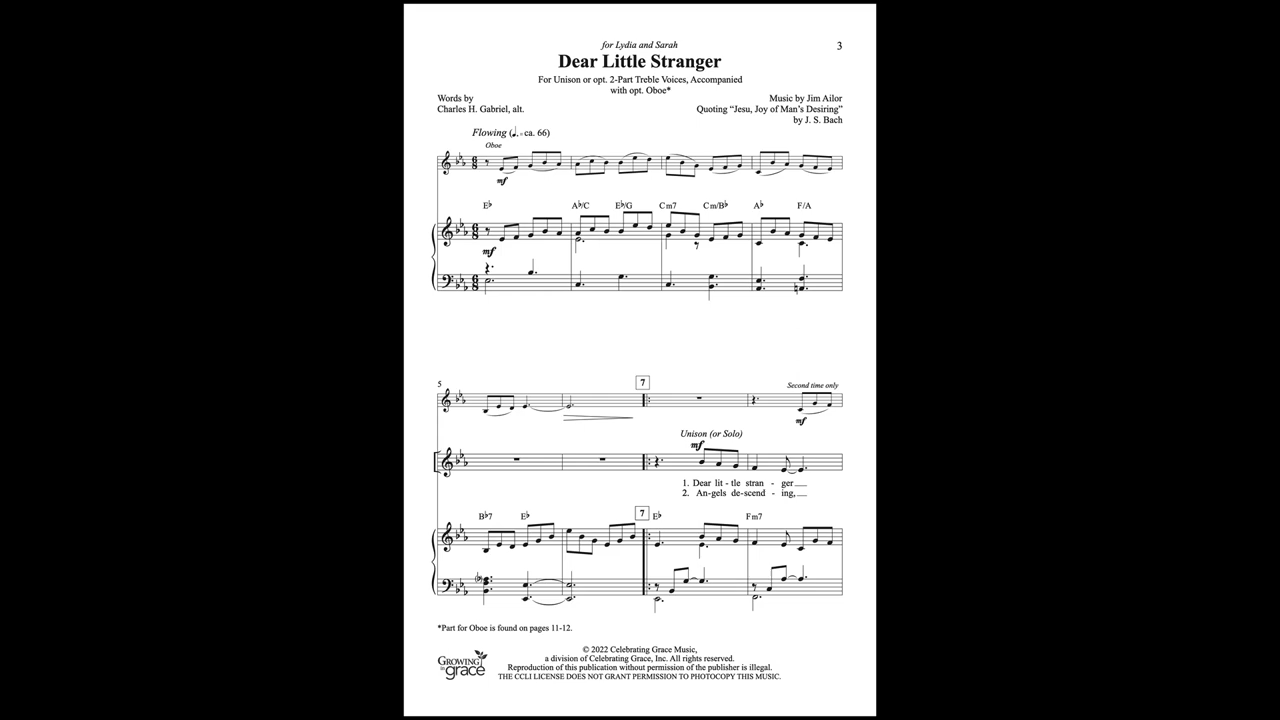 for Lydia and Sarah
3
Dear Little Stranger
For Unison or opt. 2-Part Treble Voices, Accompanied
with opt. Oboe*
Words by
Charles H. Gabriel, alt.
Music by Jim Ailor
Quoting “Jesu, Joy of Man’s Desiring”
by J. S. Bach
Flowing (♩. = ca. 66)
Oboe
mf
E♭ A♭/C E♭/G Cm7 Cm/B♭ A♭ F/A
mf
5
7
Second time only
mf
Unison (or Solo)
mf
1. Dear lit - tle stran - ger
2. An-gels de-scend - ing,
B♭7 E♭ 7 E♭ Fm7
*Part for Oboe is found on pages 11-12.
GROWING in grace
© 2022 Celebrating Grace Music,
a division of Celebrating Grace, Inc. All rights reserved.
Reproduction of this publication without permission of the publisher is illegal.
THE CCLI LICENSE DOES NOT GRANT PERMISSION TO PHOTOCOPY THIS MUSIC.